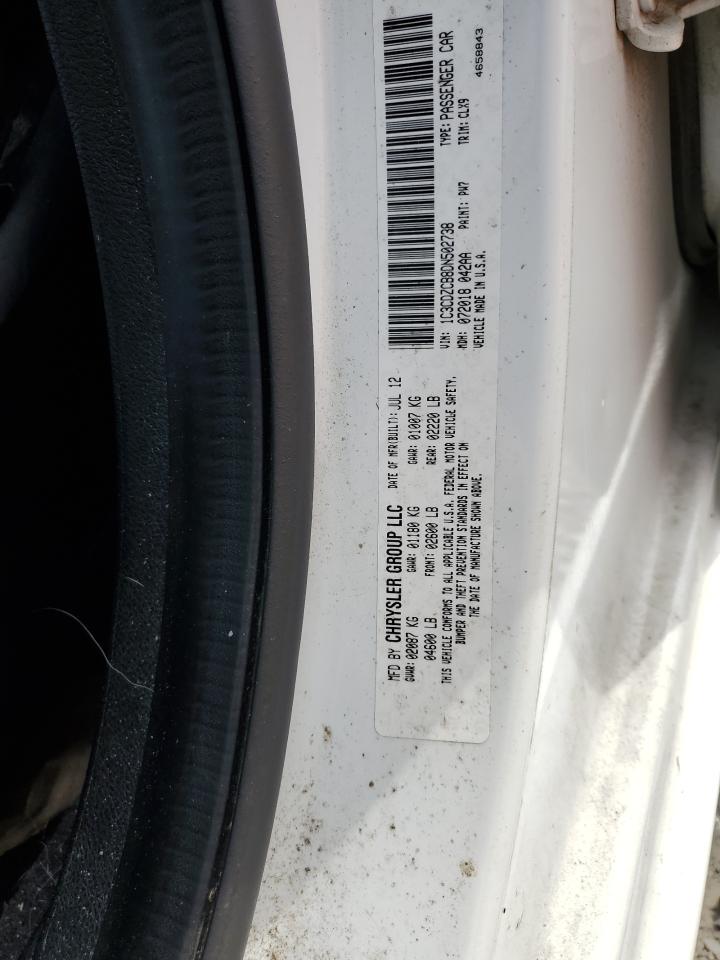 MFD BY CHRYSLER GROUP LLC DATE OF MFR(BUILT): JUL 12
GVWR: 02087 KG GAWR: 01180 KG GAWR: 01007 KG
04600 LB FRONT: 02600 LB REAR: 02220 LB
THIS VEHICLE CONFORMS TO ALL APPLICABLE U.S.A. FEDERAL MOTOR VEHICLE SAFETY,
BUMPER AND THEFT PREVENTION STANDARDS IN EFFECT ON
THE DATE OF MANUFACTURE SHOWN ABOVE.
VIN: 1C3CDZCB8DN502738 TYPE: PASSENGER CAR
MDH: 072018 042AA PAINT: PW7 TRIM: CLX9
VEHICLE MADE IN U.S.A. 4658843